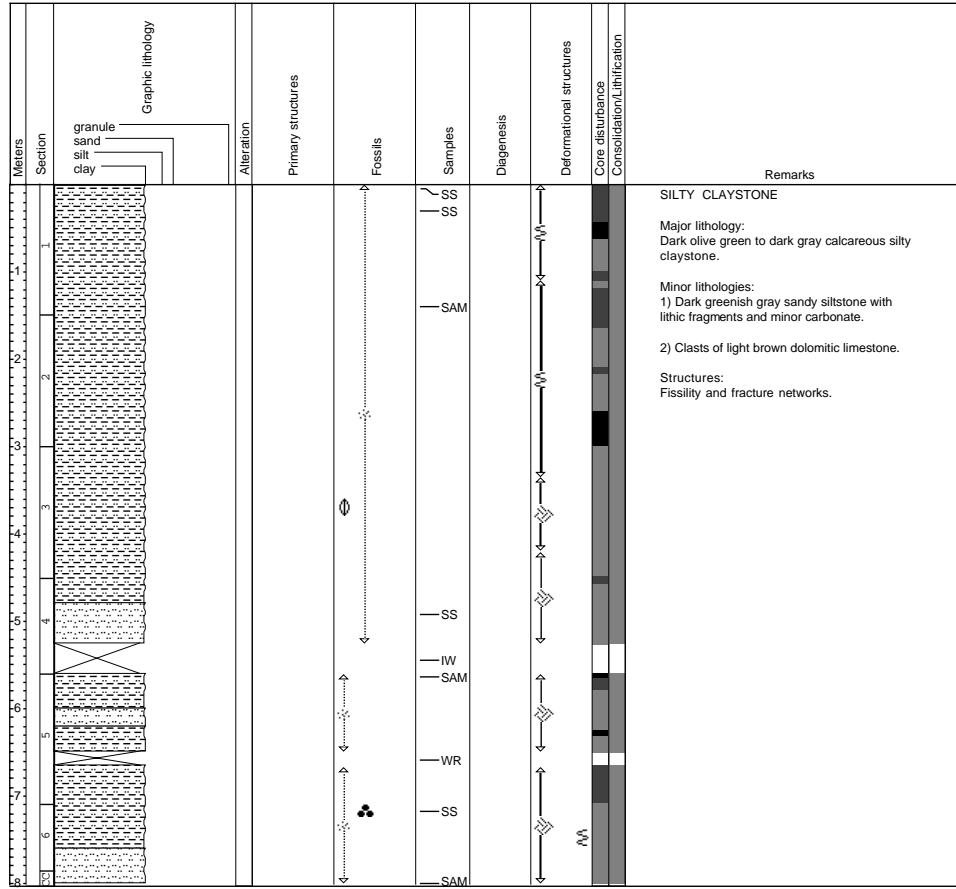 Meters
Section
Graphic lithology
granule
sand
silt
clay
Alteration
Primary structures
Fossils
Samples
Diagenesis
Deformational structures
Core disturbance
Consolidation/Lithification
Remarks
SILTY CLAYSTONE
Major lithology:
Dark olive green to dark gray calcareous silty
claystone.
Minor lithologies:
1) Dark greenish gray sandy siltstone with
lithic fragments and minor carbonate.
2) Clasts of light brown dolomitic limestone.
Structures:
Fissility and fracture networks.
1
2
3
4
5
6
7
8
1
2
3
4
5
6
CC
SS
SS
SAM
SS
IW
SAM
WR
SS
SAM